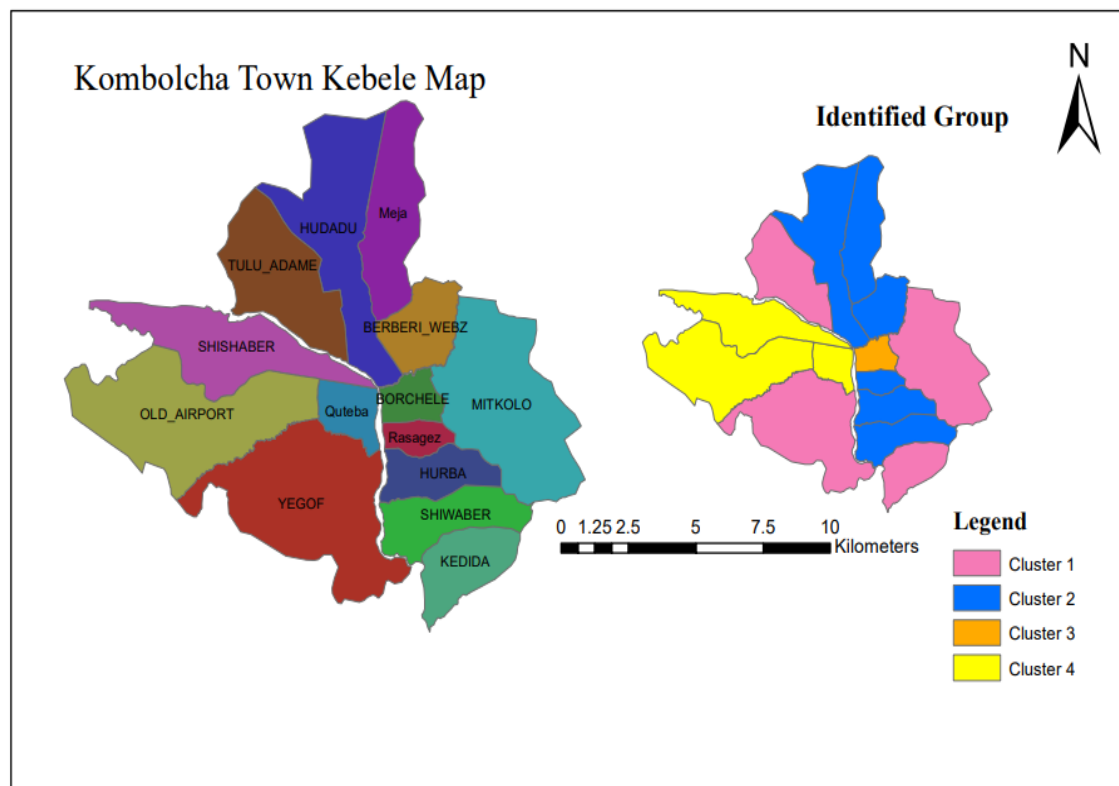 Kombolcha Town Kebele Map
N
Identified Group
Meja
HUDADU
TULU_ADAME
BERBERI_WEBZ
SHISHABER
BORCHELE
MITKOLO
OLD_AIRPORT
Quteba
Rasagez
HURBA
YEGOF
SHIWABER
KEDIDA
0 1.25 2.5 5 7.5 10
Kilometers
Legend
Cluster 1
Cluster 2
Cluster 3
Cluster 4